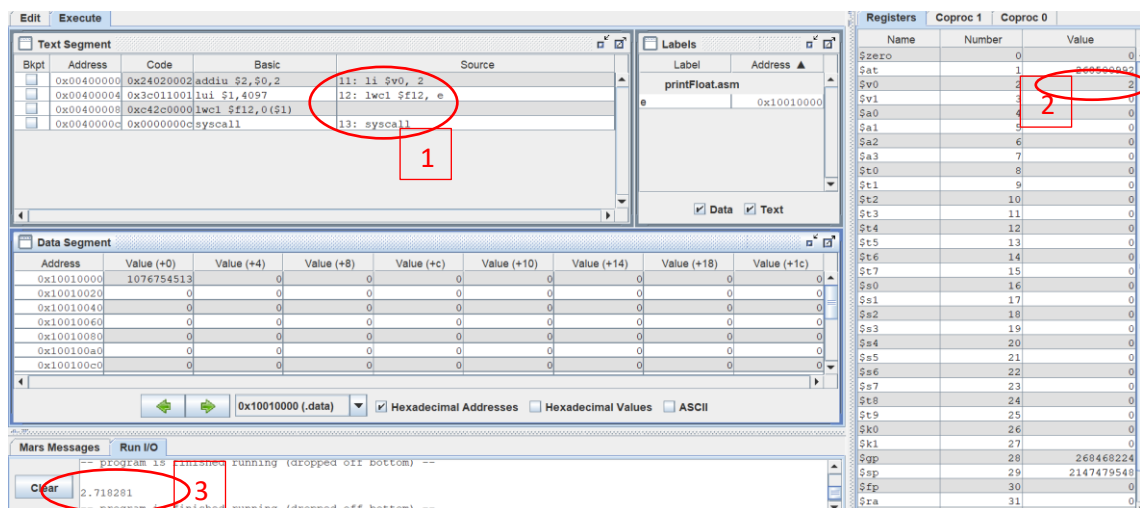 Edit Execute
Text Segment
Bkpt Address Code Basic Source
0x00400000 0x24020002 addiu $2,$0,2 11: li $v0, 2
0x00400004 0x3c011001 lui $1,4097 12: lwc1 $f12, e
0x00400008 0xc42c0000 lwc1 $f12,0($1)
0x0040000c 0x0000000c syscall 13: syscall
1
Labels
Label Address ▲
printFloat.asm
e 0x10010000
Data Text
Data Segment
Address Value (+0) Value (+4) Value (+8) Value (+c) Value (+10) Value (+14) Value (+18) Value (+1c)
0x10010000 1076754513 0 0 0 0 0 0 0
0x10010020 0 0 0 0 0 0 0 0
0x10010040 0 0 0 0 0 0 0 0
0x10010060 0 0 0 0 0 0 0 0
0x10010080 0 0 0 0 0 0 0 0
0x100100a0 0 0 0 0 0 0 0 0
0x100100c0 0 0 0 0 0 0 0 0
0x10010000 (.data) Hexadecimal Addresses Hexadecimal Values ASCII
Mars Messages Run I/O
Clear
-- program is finished running (dropped off bottom) --
2.718281
-- program is finished running (dropped off bottom) --
3
Registers Coproc 1 Coproc 0
Name Number Value
$zero 0 0
$at 1 268500992
$v0 2 2
$v1 3 0
$a0 4 0
$a1 5 0
$a2 6 0
$a3 7 0
$t0 8 0
$t1 9 0
$t2 10 0
$t3 11 0
$t4 12 0
$t5 13 0
$t6 14 0
$t7 15 0
$s0 16 0
$s1 17 0
$s2 18 0
$s3 19 0
$s4 20 0
$s5 21 0
$s6 22 0
$s7 23 0
$t8 24 0
$t9 25 0
$k0 26 0
$k1 27 0
$gp 28 268468224
$sp 29 2147479548
$fp 30 0
$ra 31 0
2